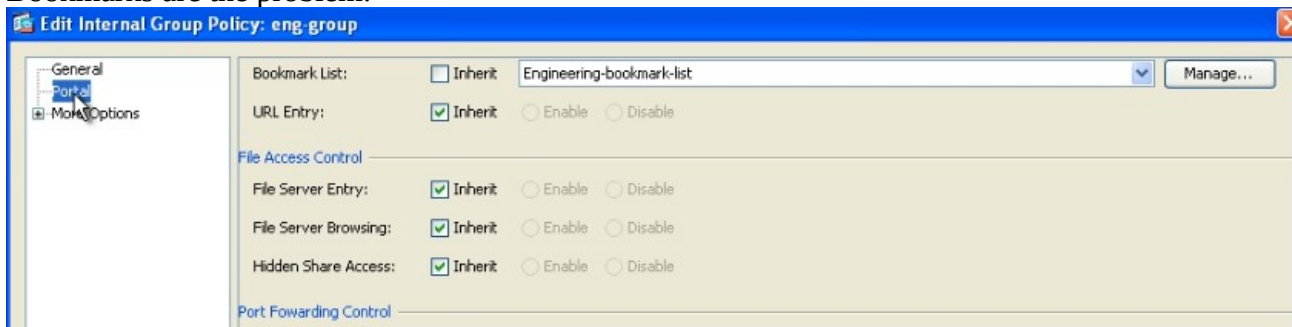 Bookmarks are the problem.
Edit Internal Group Policy: eng-group
General
Portal
More Options
Bookmark List: Inherit Engineering-bookmark-list Manage...
URL Entry: Inherit Enable Disable
File Access Control
File Server Entry: Inherit Enable Disable
File Server Browsing: Inherit Enable Disable
Hidden Share Access: Inherit Enable Disable
Port Fowarding Control